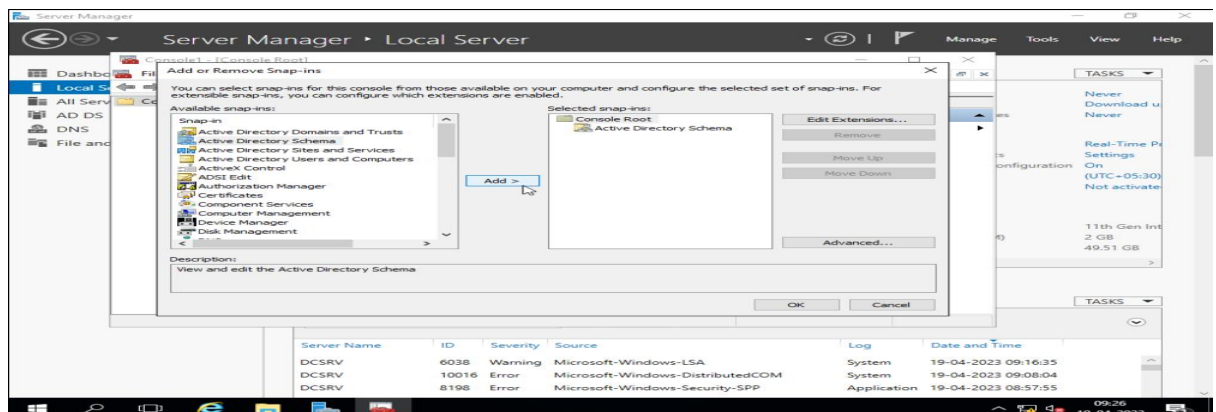 Server Manager
Server Manager • Local Server
Manage Tools View Help
Console1 - [Console Root]
Add or Remove Snap-ins
Fil
Dashbo
Local S
All Serv
AD DS
DNS
File and
Co
You can select snap-ins for this console from those available on your computer and configure the selected set of snap-ins. For
extensible snap-ins, you can configure which extensions are enabled.
Available snap-ins:
Snap-in
Active Directory Domains and Trusts
Active Directory Schema
Active Directory Sites and Services
Active Directory Users and Computers
ActiveX Control
ADSI Edit
Authorization Manager
Certificates
Component Services
Computer Management
Device Manager
Disk Management
Add >
Selected snap-ins:
Console Root
Active Directory Schema
Edit Extensions...
Remove
Move Up
Move Down
Advanced...
Description:
View and edit the Active Directory Schema
OK Cancel
TASKS
Never
Download u
es Never
Real-Time Pr
s Settings
onfiguration On
(UTC+05:30)
Not activate
11th Gen Int
2 GB
49.51 GB
TASKS
Server Name ID Severity Source Log Date and Time
DCSRV 6038 Warning Microsoft-Windows-LSA System 19-04-2023 09:16:35
DCSRV 10016 Error Microsoft-Windows-DistributedCOM System 19-04-2023 09:08:04
DCSRV 8198 Error Microsoft-Windows-Security-SPP Application 19-04-2023 08:57:55
09:26